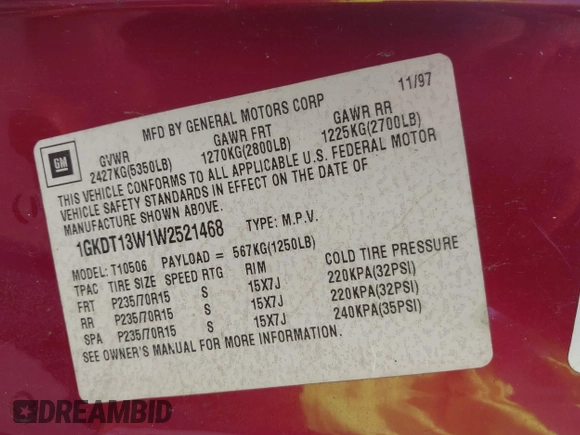 11/97
MFD BY GENERAL MOTORS CORP
GM
GVWR GAWR FRT GAWR RR
2427KG(5350LB) 1270KG(2800LB) 1225KG(2700LB)
THIS VEHICLE CONFORMS TO ALL APPLICABLE U.S. FEDERAL MOTOR
VEHICLE SAFETY STANDARDS IN EFFECT ON THE DATE OF
MANUFACTURE SHOWN ABOVE.
1GKDT13W1W2521468 TYPE: M.P.V.
MODEL: T10506 PAYLOAD = 567KG(1250LB)
TPAC TIRE SIZE SPEED RTG RIM COLD TIRE PRESSURE
FRT P235/70R15 S 15X7J 220KPA(32PSI)
RR P235/70R15 S 15X7J 220KPA(32PSI)
SPA P235/70R15 S 15X7J 240KPA(35PSI)
SEE OWNER'S MANUAL FOR MORE INFORMATION.
DREAMBID